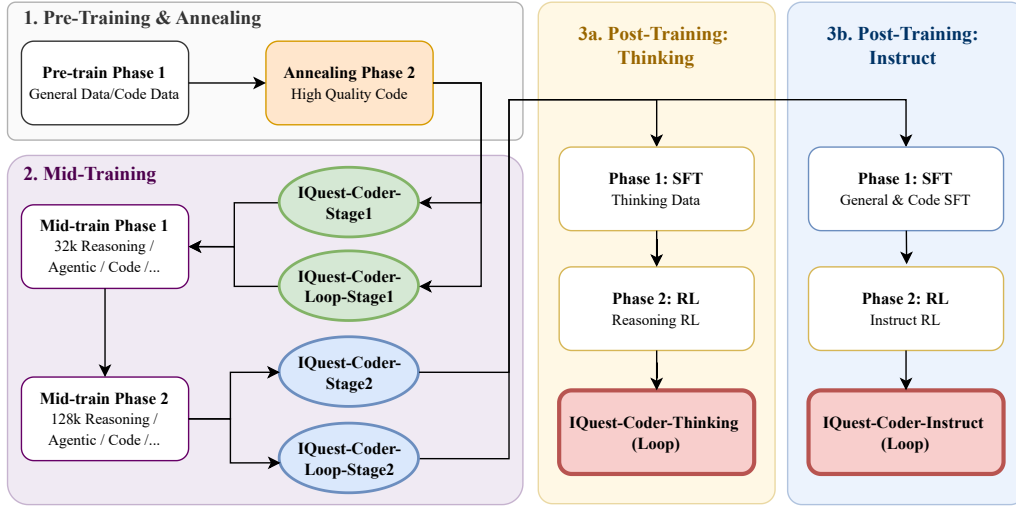 1. Pre-Training & Annealing
Pre-train Phase 1
General Data/Code Data
Annealing Phase 2
High Quality Code
2. Mid-Training
IQuest-Coder-
Stage1
Mid-train Phase 1
32k Reasoning /
Agentic / Code /...
IQuest-Coder-
Loop-Stage1
IQuest-Coder-
Stage2
Mid-train Phase 2
128k Reasoning /
Agentic / Code /...
IQuest-Coder-
Loop-Stage2
3a. Post-Training:
Thinking
Phase 1: SFT
Thinking Data
Phase 2: RL
Reasoning RL
IQuest-Coder-Thinking
(Loop)
3b. Post-Training:
Instruct
Phase 1: SFT
General & Code SFT
Phase 2: RL
Instruct RL
IQuest-Coder-Instruct
(Loop)